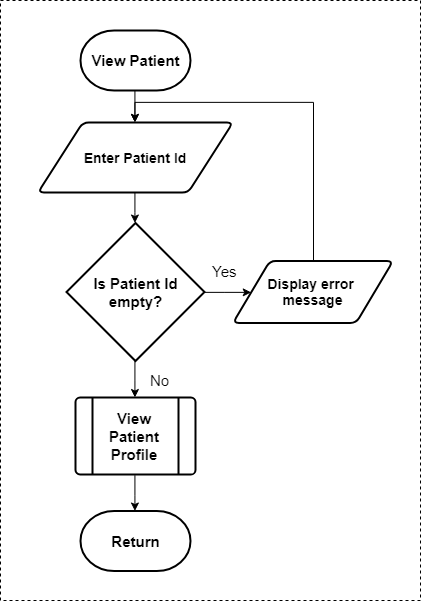 View Patient
Enter Patient Id
Is Patient Id
empty?
Yes
Display error
message
No
View
Patient
Profile
Return